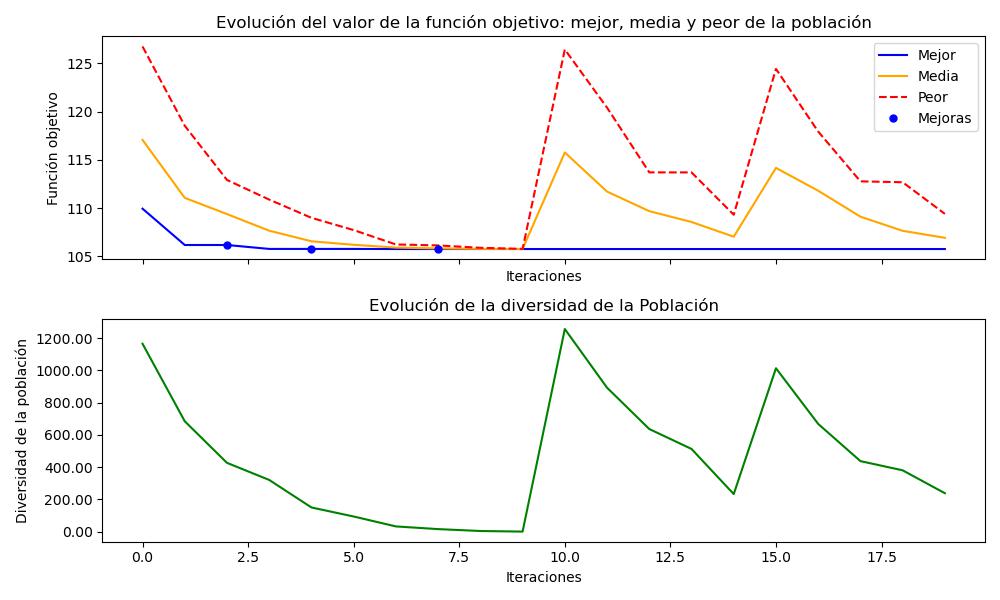 Evolución del valor de la función objetivo: mejor, media y peor de la población
Función objetivo
125
120
115
110
105
Mejor
Media
Peor
Mejoras
Iteraciones
Evolución de la diversidad de la Población
Diversidad de la población
1200.00
1000.00
800.00
600.00
400.00
200.00
0.00
0.0 2.5 5.0 7.5 10.0 12.5 15.0 17.5
Iteraciones